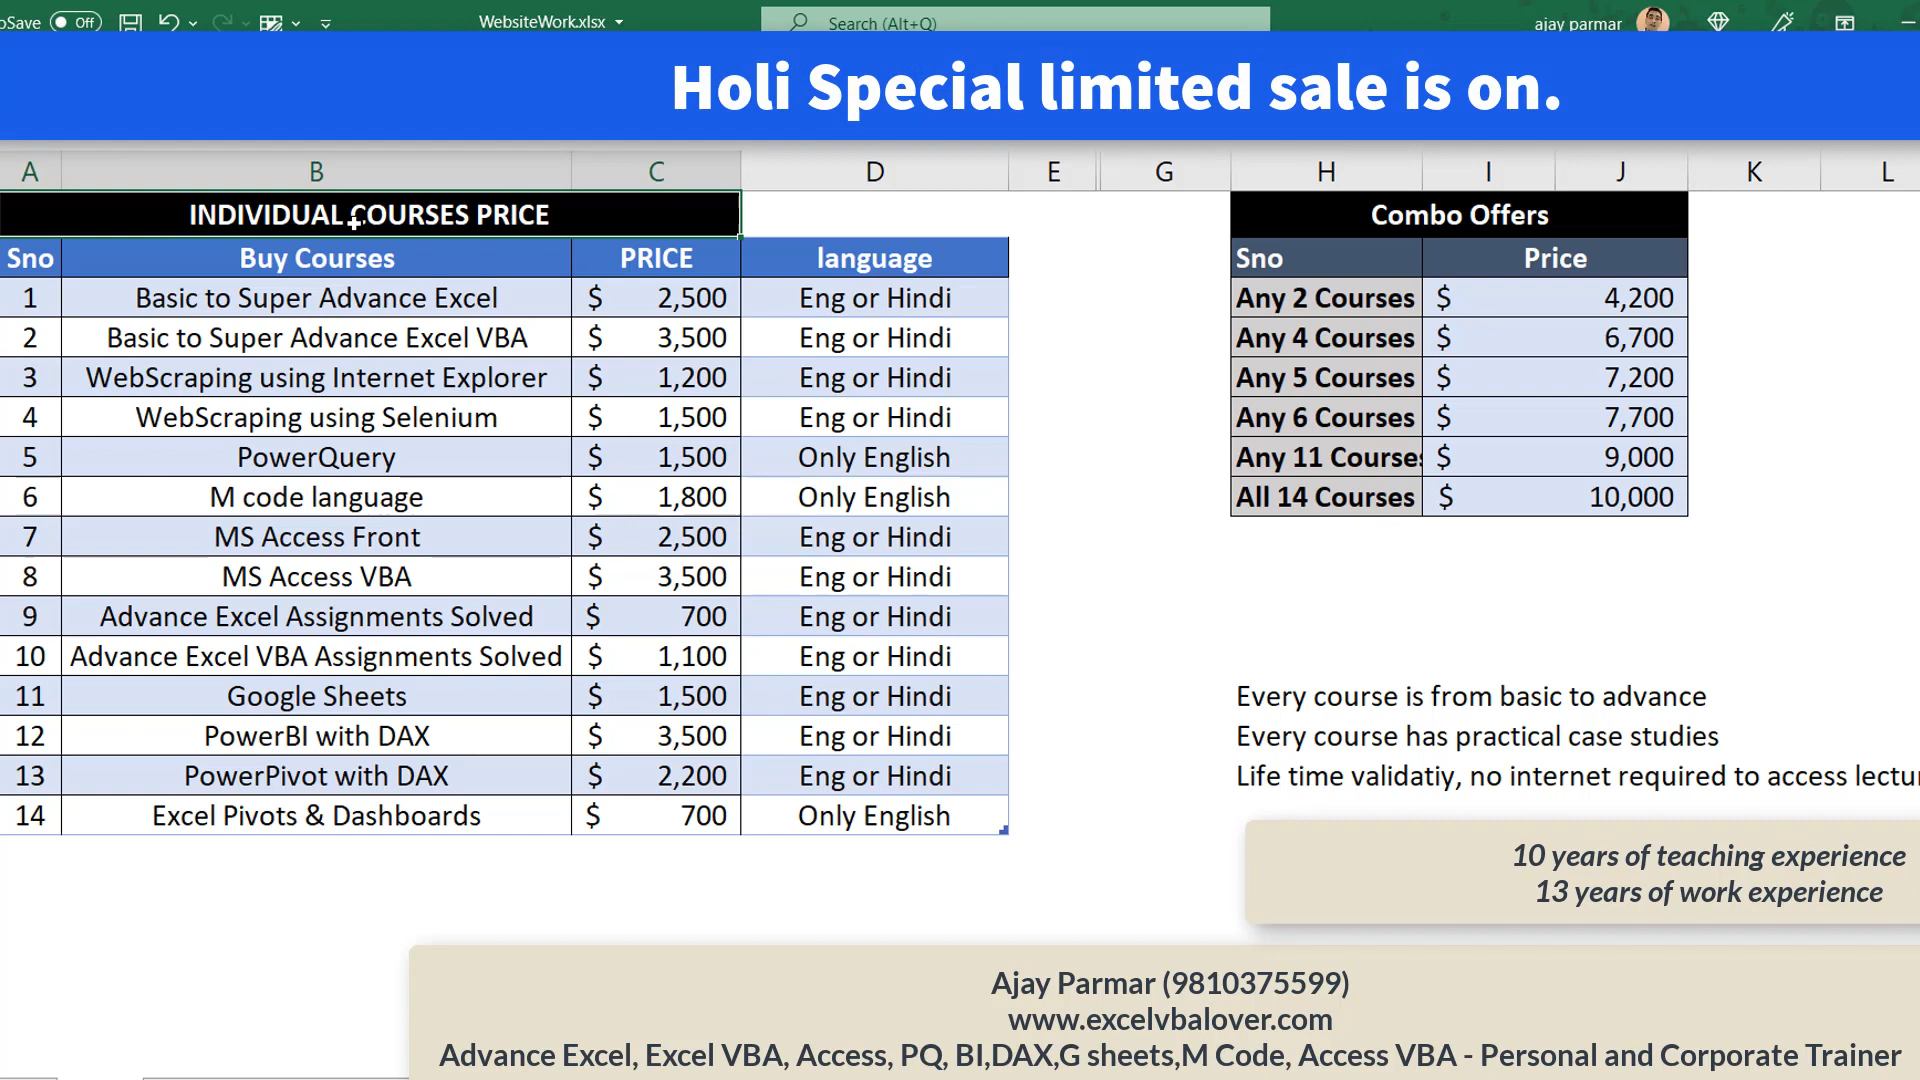 oSave Off WebsiteWork.xlsx Search (Alt+Q) ajay parmar
Holi Special limited sale is on.
A B C D E G H I J K L
INDIVIDUAL COURSES PRICE
Sno Buy Courses PRICE language
1 Basic to Super Advance Excel $ 2,500 Eng or Hindi
2 Basic to Super Advance Excel VBA $ 3,500 Eng or Hindi
3 WebScraping using Internet Explorer $ 1,200 Eng or Hindi
4 WebScraping using Selenium $ 1,500 Eng or Hindi
5 PowerQuery $ 1,500 Only English
6 M code language $ 1,800 Only English
7 MS Access Front $ 2,500 Eng or Hindi
8 MS Access VBA $ 3,500 Eng or Hindi
9 Advance Excel Assignments Solved $ 700 Eng or Hindi
10 Advance Excel VBA Assignments Solved $ 1,100 Eng or Hindi
11 Google Sheets $ 1,500 Eng or Hindi
12 PowerBI with DAX $ 3,500 Eng or Hindi
13 PowerPivot with DAX $ 2,200 Eng or Hindi
14 Excel Pivots & Dashboards $ 700 Only English
Combo Offers
Sno Price
Any 2 Courses $ 4,200
Any 4 Courses $ 6,700
Any 5 Courses $ 7,200
Any 6 Courses $ 7,700
Any 11 Courses $ 9,000
All 14 Courses $ 10,000
Every course is from basic to advance
Every course has practical case studies
Life time validatiy, no internet required to access lectu
10 years of teaching experience
13 years of work experience
Ajay Parmar (9810375599)
www.excelvbalover.com
Advance Excel, Excel VBA, Access, PQ, BI,DAX,G sheets,M Code, Access VBA - Personal and Corporate Trainer